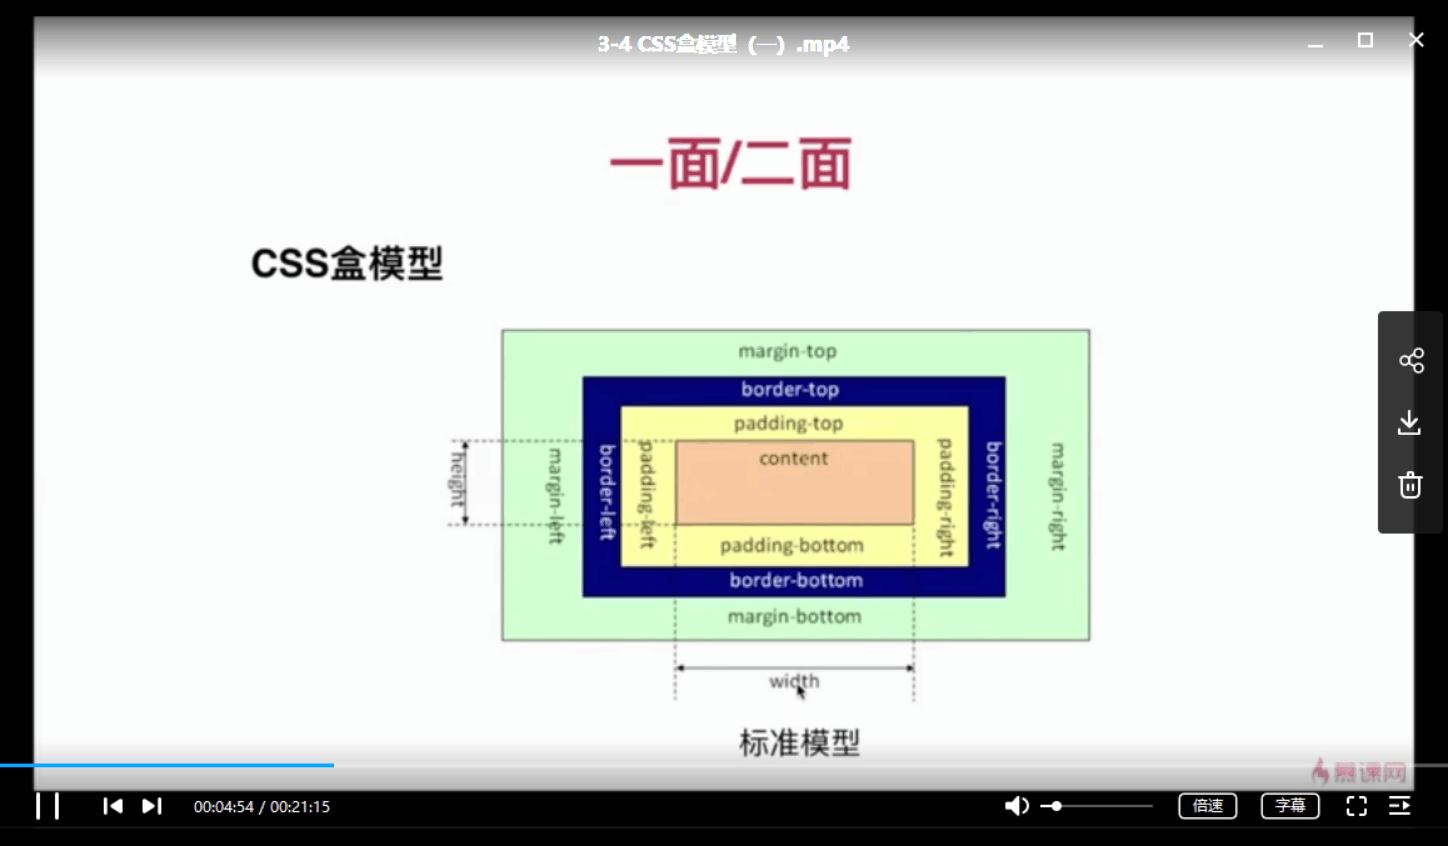 3-4 CSS盒模型（一）.mp4
一面/二面
CSS盒模型
margin-top
border-top
padding-top
content
height
margin-left
border-left
padding-left
padding-right
border-right
margin-right
padding-bottom
border-bottom
margin-bottom
width
标准模型
慕课网
00:04:54 / 00:21:15
倍速
字幕